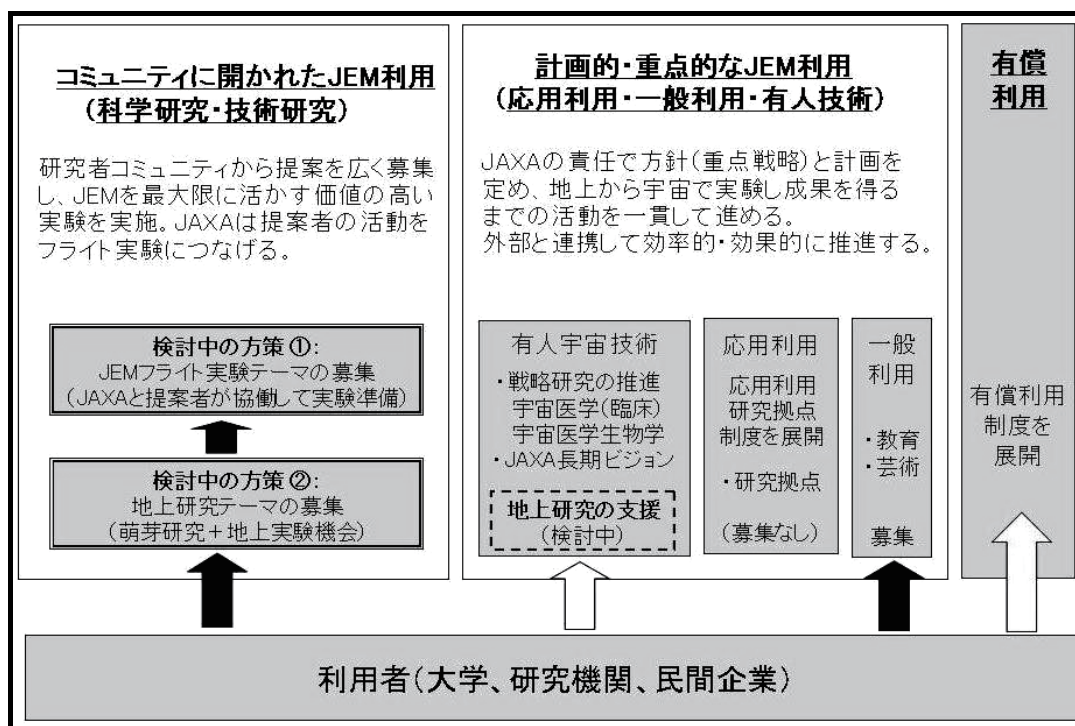 コミュニティに開かれたJEM利用
(科学研究・技術研究)
研究者コミュニティから提案を広く募集
し、JEMを最大限に活かす価値の高い
実験を実施。JAXAは提案者の活動を
フライト実験につなげる。
検討中の方策①:
JEMフライト実験テーマの募集
(JAXAと提案者が協働して実験準備)
検討中の方策②:
地上研究テーマの募集
(萌芽研究+地上実験機会)
計画的・重点的なJEM利用
(応用利用・一般利用・有人技術)
JAXAの責任で方針(重点戦略)と計画を
定め、地上から宇宙で実験し成果を得る
までの活動を一貫して進める。
外部と連携して効率的・効果的に推進する。
有人宇宙技術
・戦略研究の推進
宇宙医学(臨床)
宇宙医学生物学
・JAXA長期ビジョン
地上研究の支援
(検討中)
応用利用
応用利用
研究拠点
制度を展開
・研究拠点
(募集なし)
一般
利用
・教育
・芸術
募集
有償
利用
有償利用
制度を
展開
利用者(大学、研究機関、民間企業)